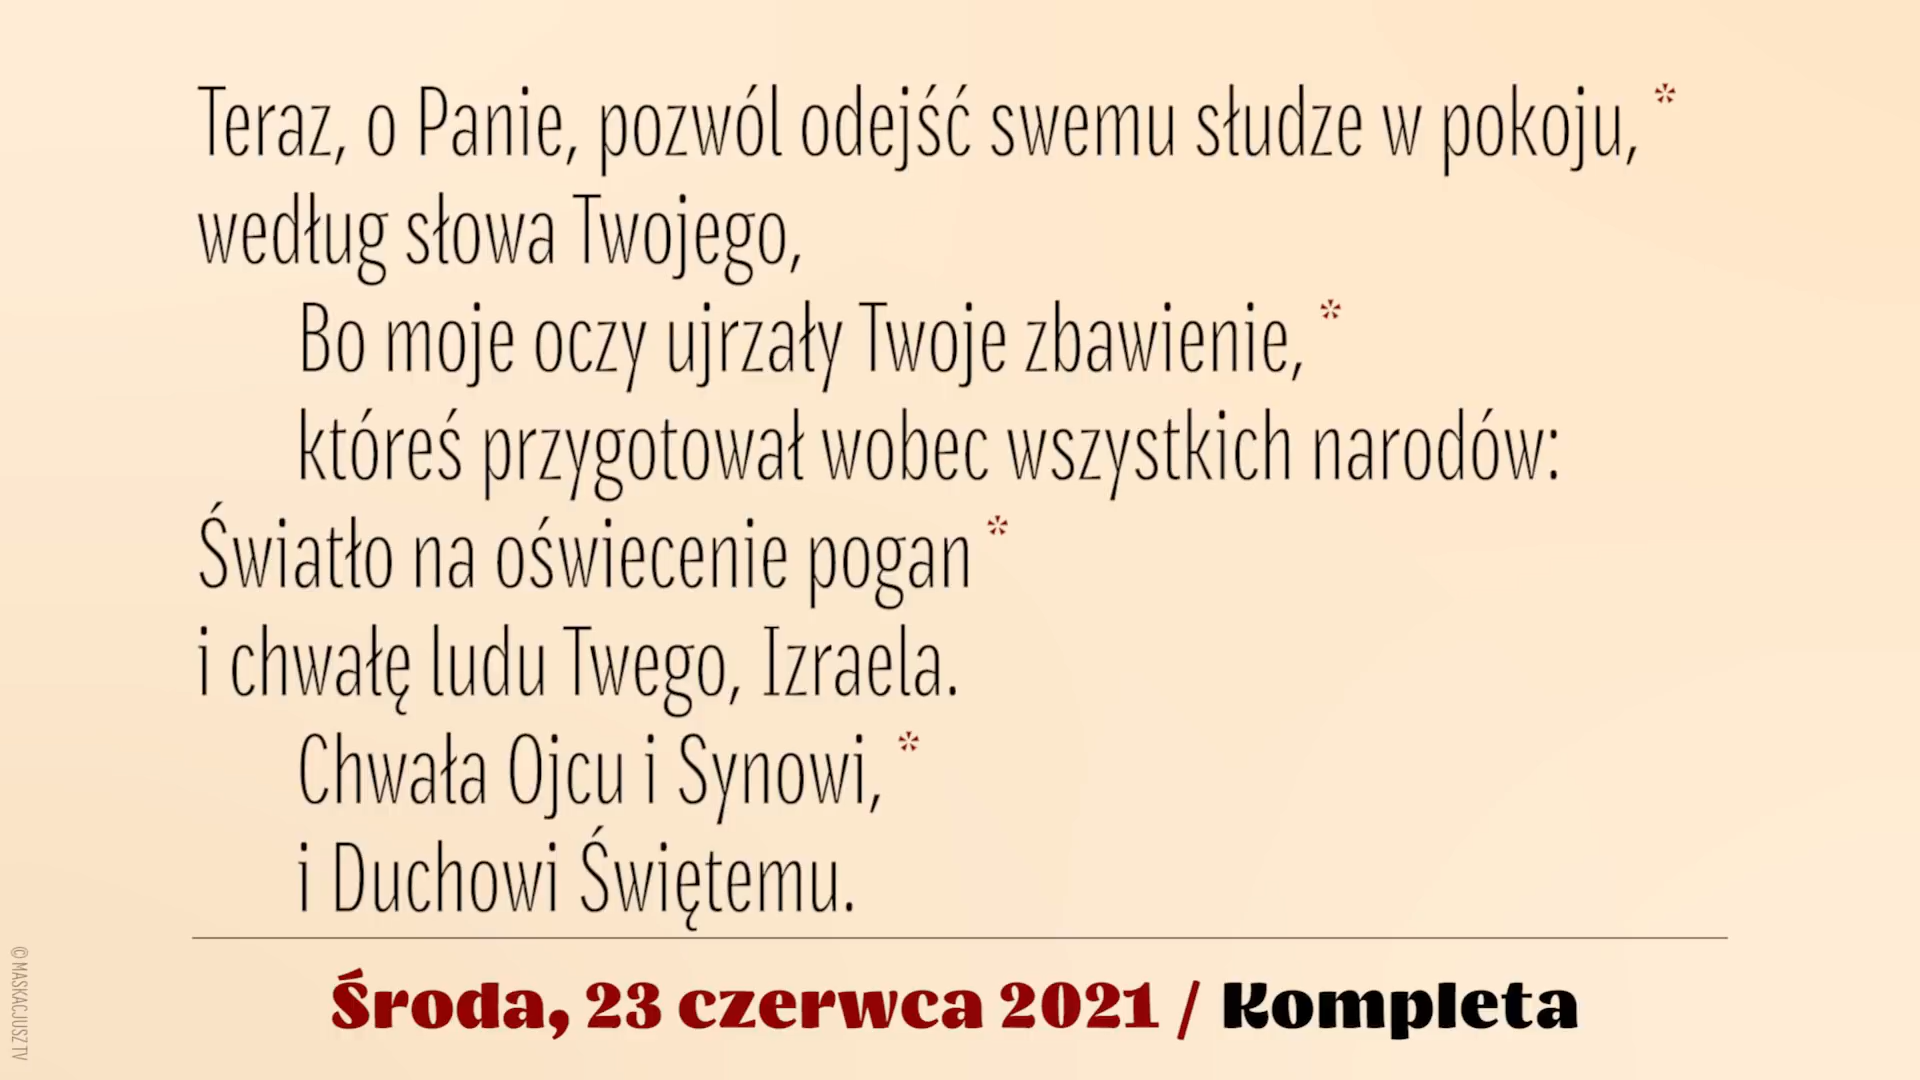 Teraz, o Panie, pozwól odejść swemu słudze w pokoju, *
według słowa Twojego,
Bo moje oczy ujrzały Twoje zbawienie, *
któreś przygotował wobec wszystkich narodów:
Światło na oświecenie pogan *
i chwałę ludu Twego, Izraela.
Chwała Ojcu i Synowi, *
i Duchowi Świętemu.
Środa, 23 czerwca 2021 / Kompleta
© MASKACJUSZ TV